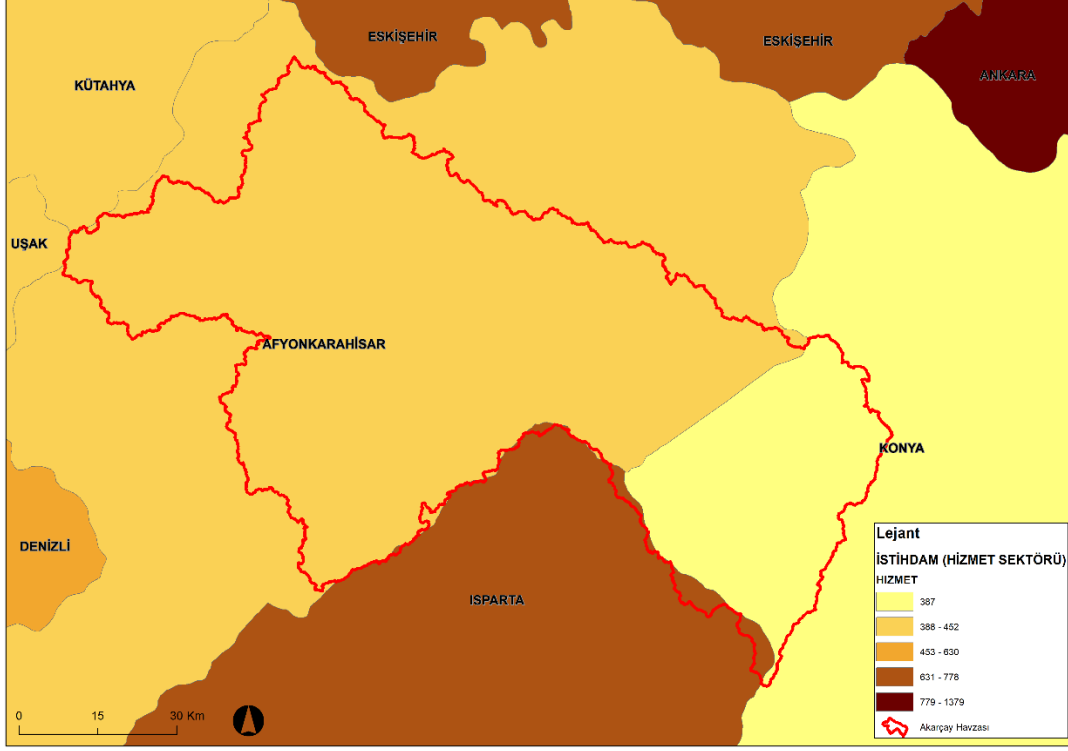 ESKİŞEHİR
ESKİŞEHİR
ANKARA
KÜTAHYA
UŞAK
AFYONKARAHİSAR
KONYA
DENİZLİ
ISPARTA
Lejant
İSTİHDAM (HİZMET SEKTÖRÜ)
HIZMET
387
388 - 452
453 - 630
631 - 778
779 - 1379
Akarçay Havzası
0 15 30 Km